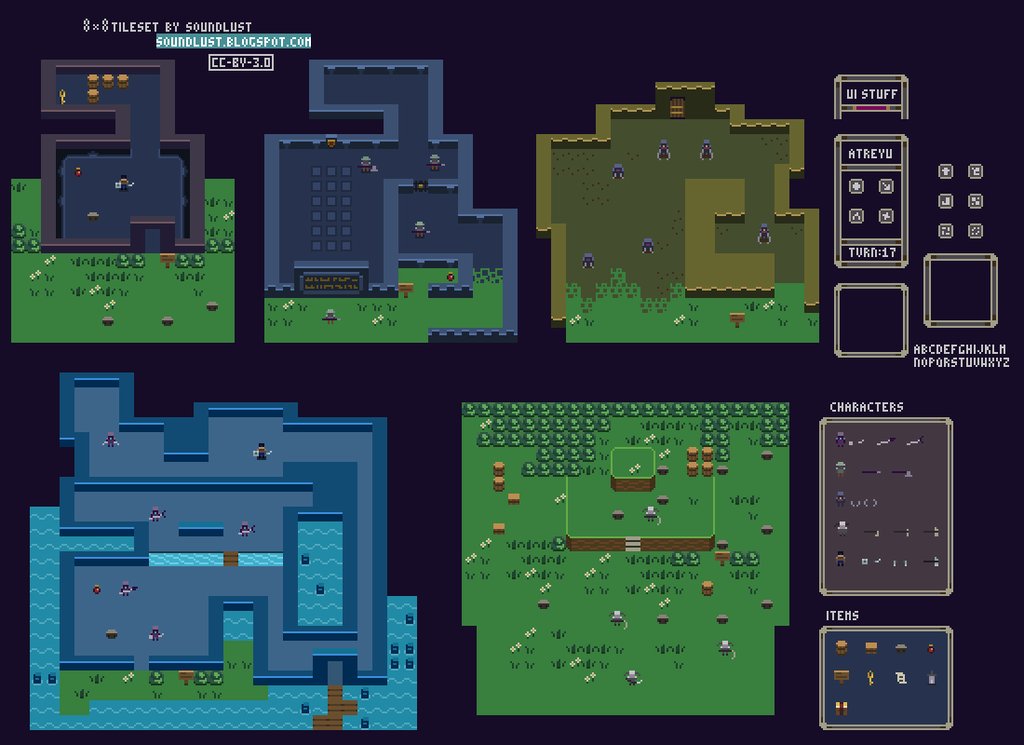 8×8 TILESET BY SOUNDLUST
SOUNDLUST.BLOGSPOT.COM
CC-BY-3.0
UI STUFF
ATREYU
TURN:17
ABCDEFGHIJKLM
NOPQRSTUVWXYZ
CHARACTERS
ITEMS